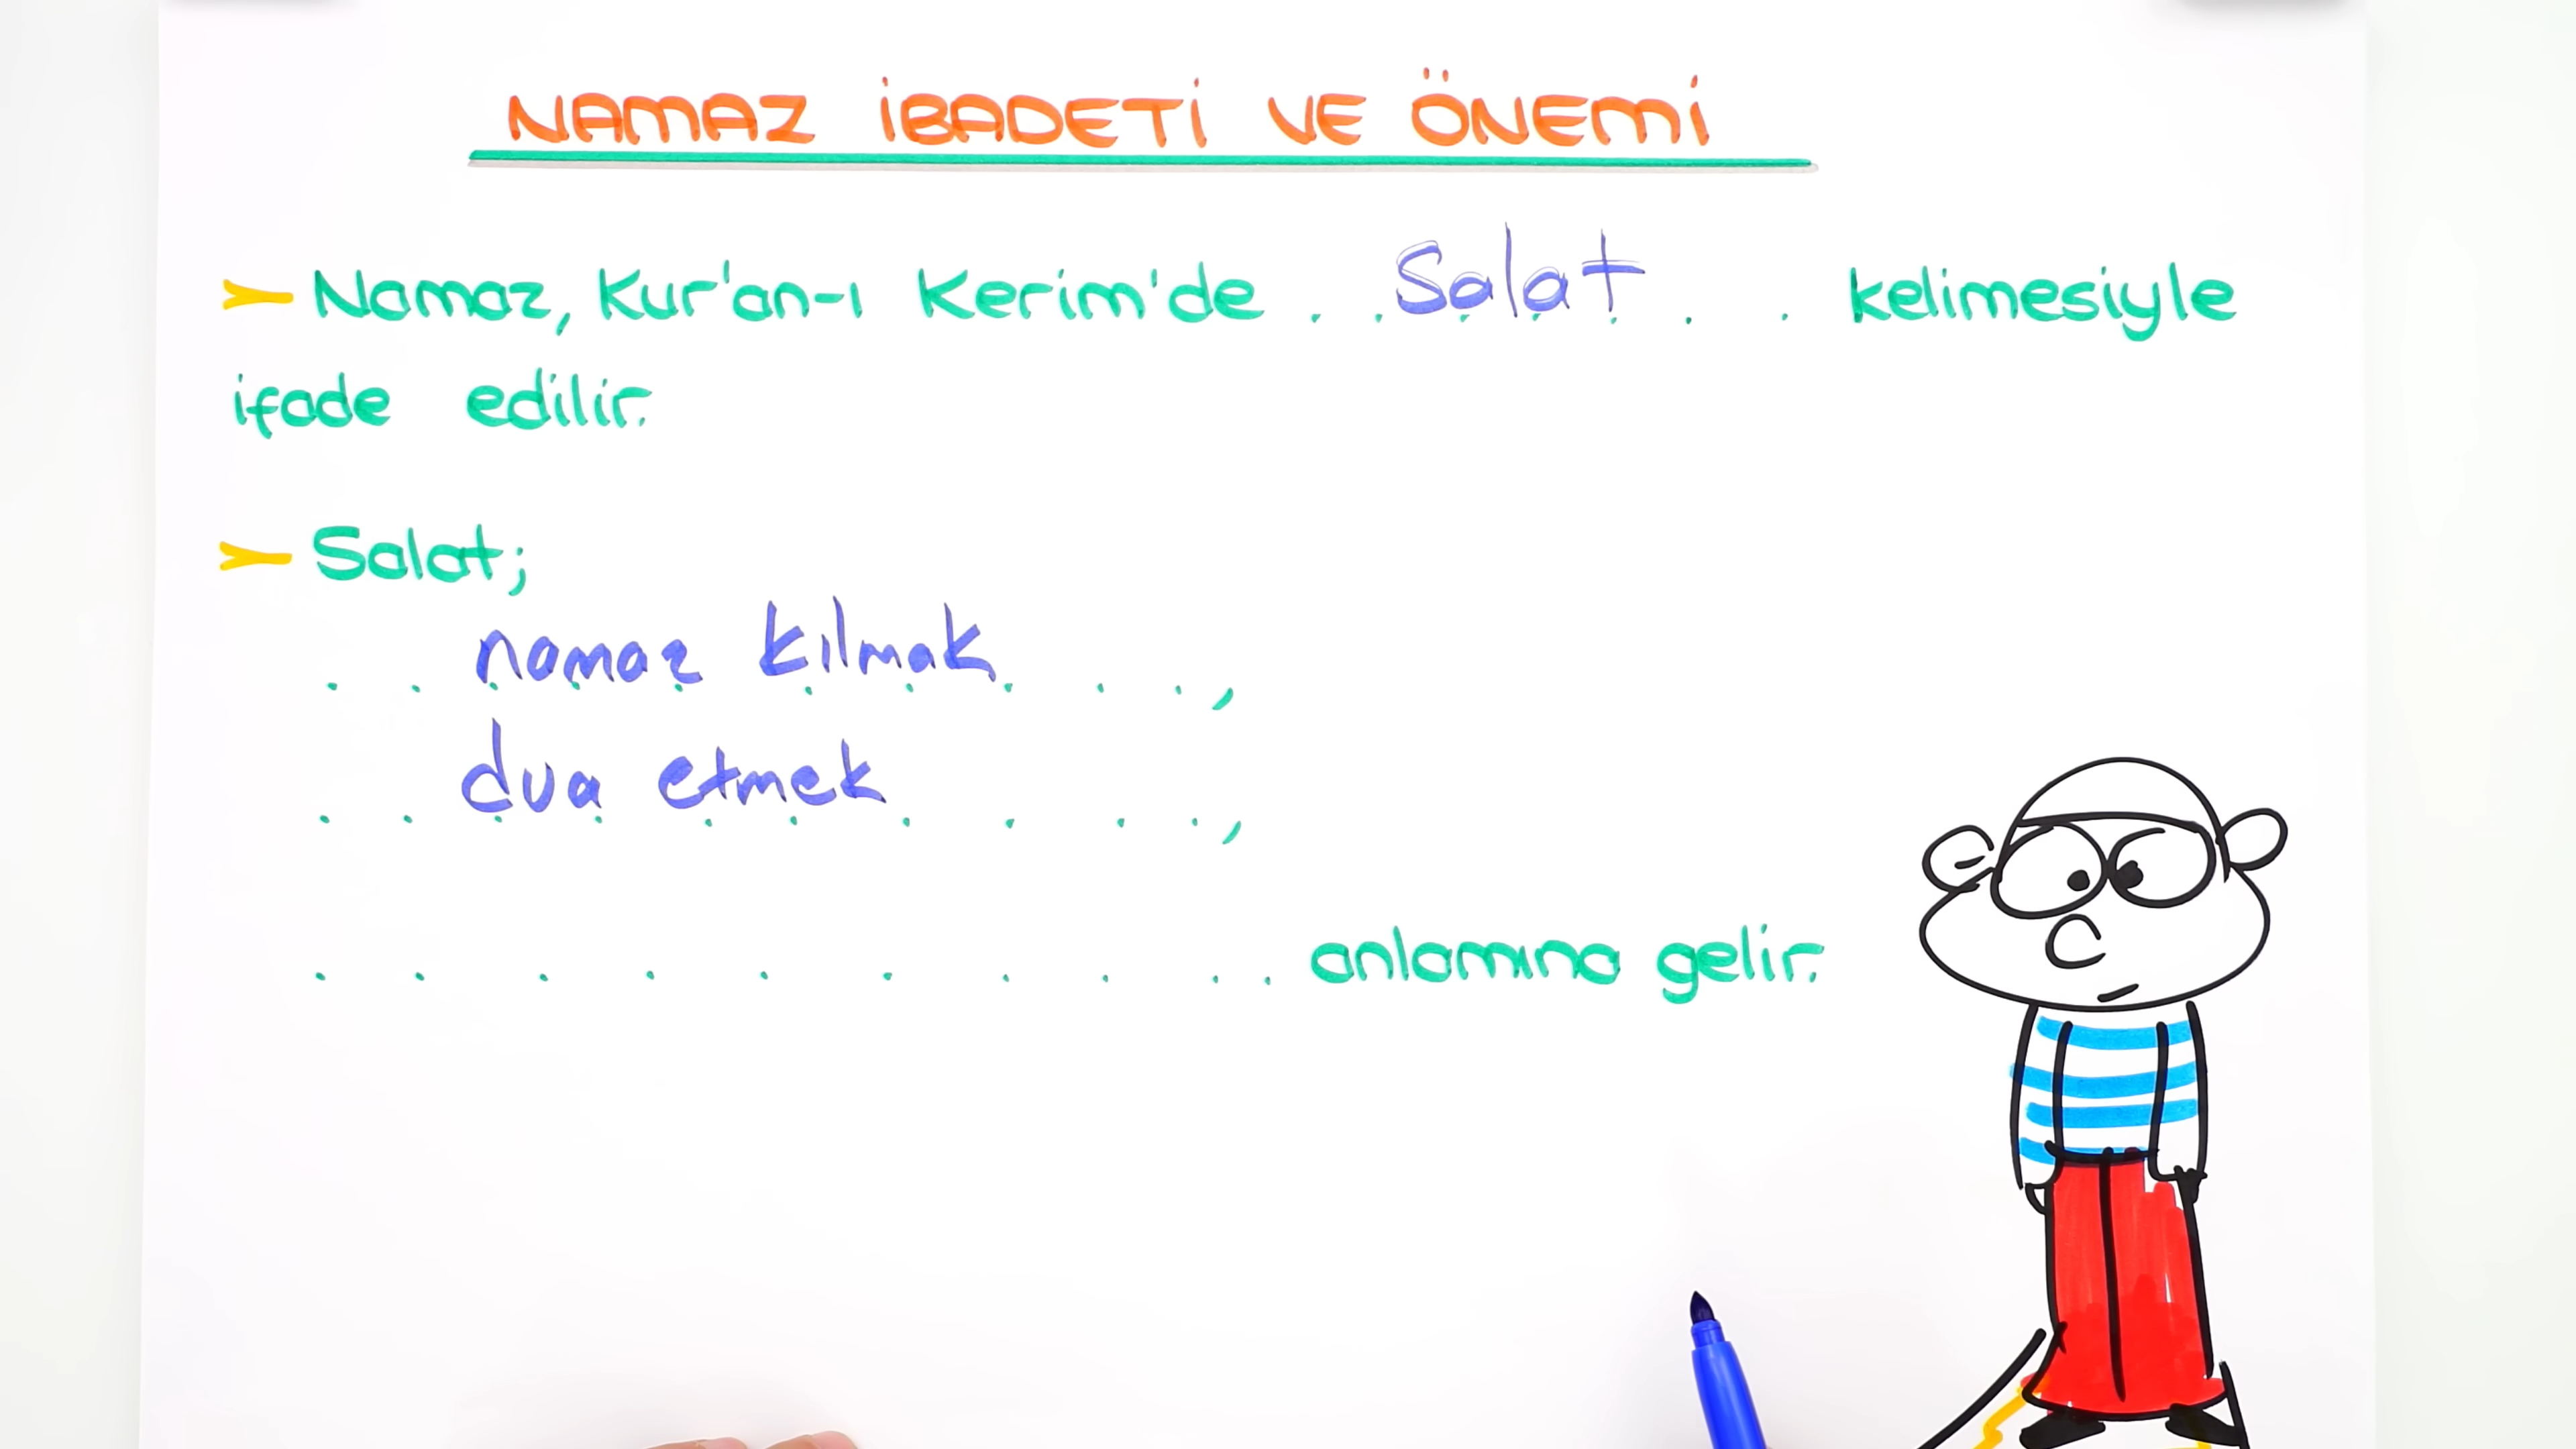 NAMAZ İBADETİ VE ÖNEMİ
Namaz, Kur'an-ı Kerim'de . . Salat . . kelimesiyle
ifade edilir.
Salat;
. . namaz kılmak . . . ,
. . dua etmek . . . . ,
. . . . . . . . . . anlamına gelir.